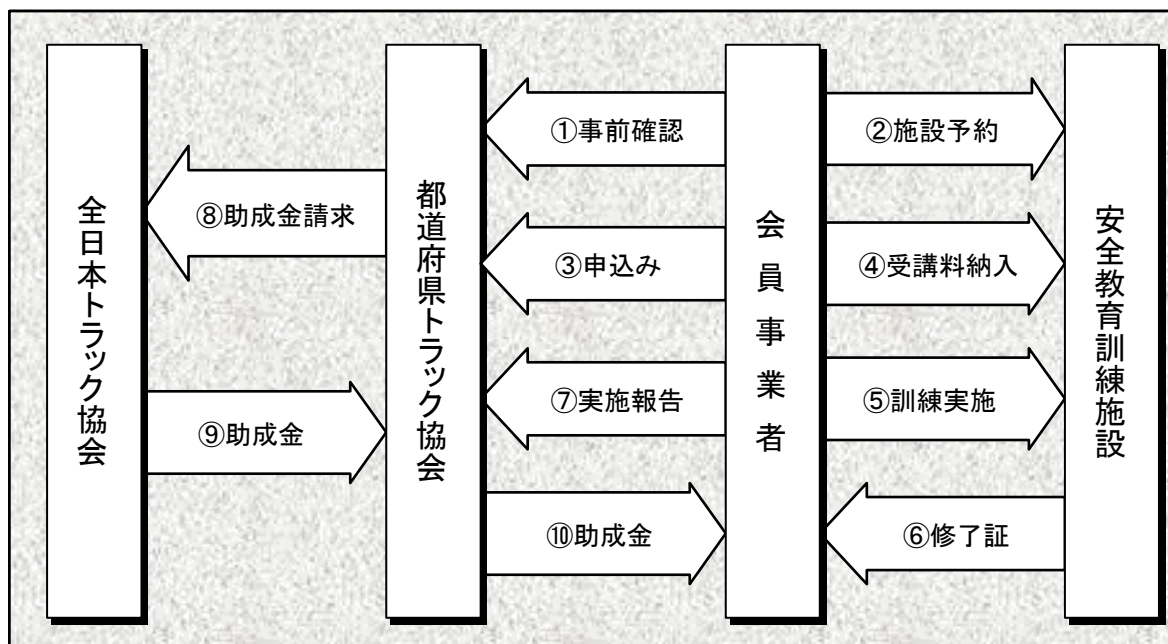 全日本トラック協会
都道府県トラック協会
会員事業者
安全教育訓練施設
①事前確認
②施設予約
③申込み
④受講料納入
⑤訓練実施
⑥修了証
⑦実施報告
⑧助成金請求
⑨助成金
⑩助成金